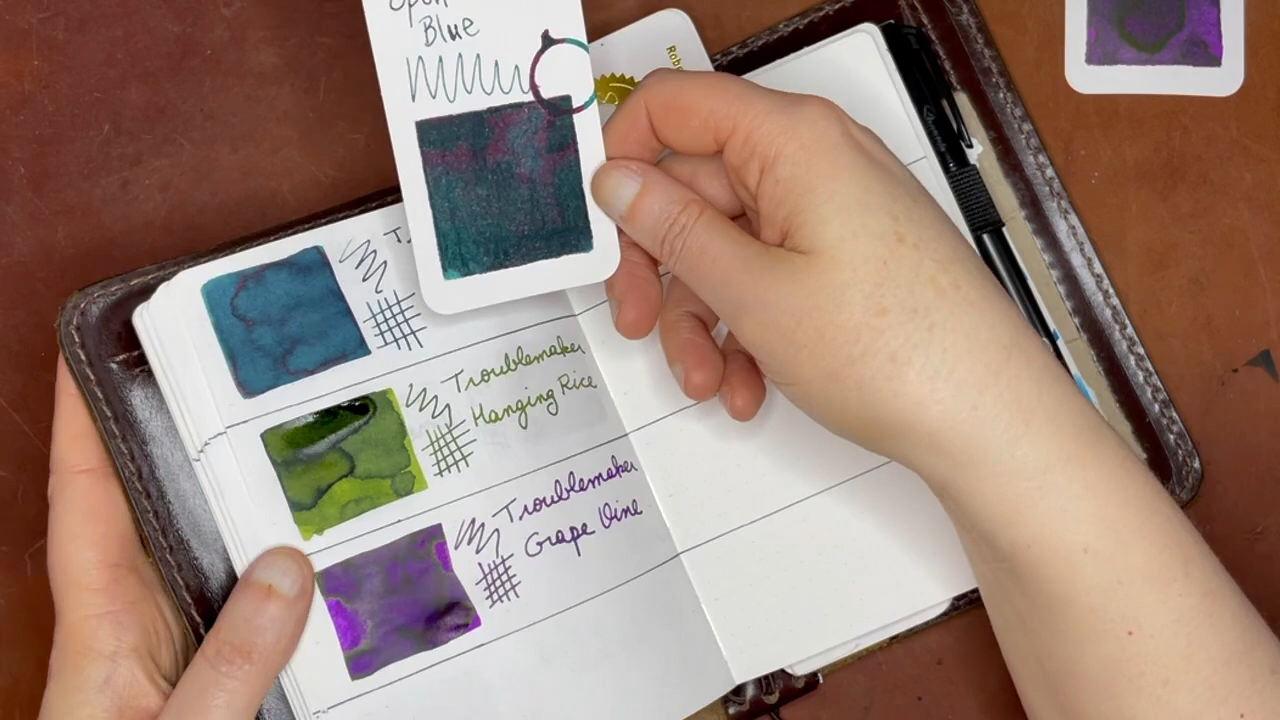 Blue
Troublemaker
Hanging Rice
Troublemaker
Grape Vine